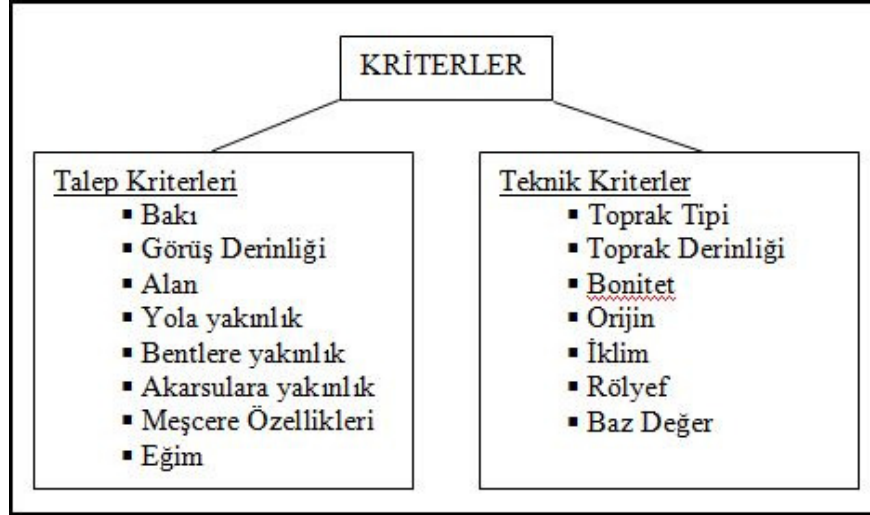 KRİTERLER
Talep Kriterleri
▪ Bakı
▪ Görüş Derinliği
▪ Alan
▪ Yola yakınlık
▪ Bentlere yakınlık
▪ Akarsulara yakınlık
▪ Meşcere Özellikleri
▪ Eğim
Teknik Kriterler
▪ Toprak Tipi
▪ Toprak Derinliği
▪ Bonitet
▪ Orijin
▪ İklim
▪ Rölyef
▪ Baz Değer